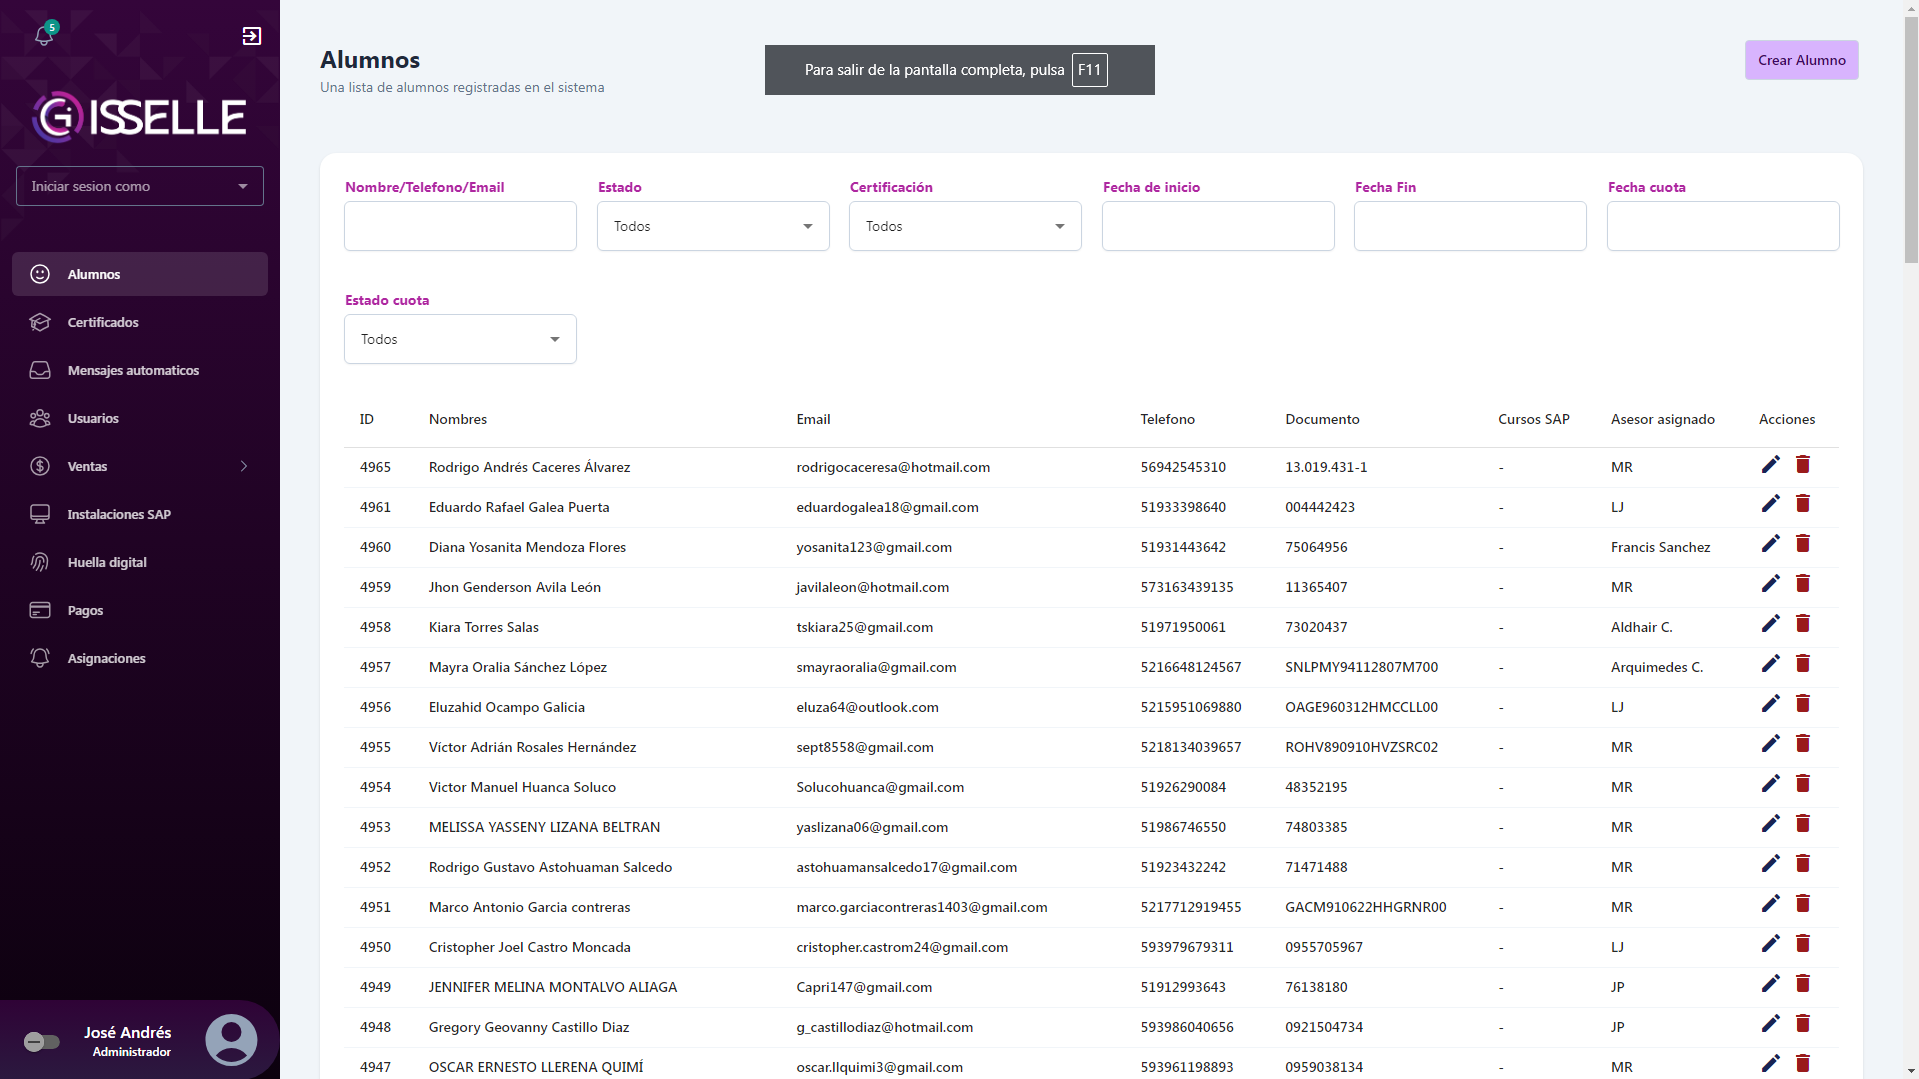 5
GISSELLE
Iniciar sesion como
Alumnos
Certificados
Mensajes automaticos
Usuarios
Ventas
Instalaciones SAP
Huella digital
Pagos
Asignaciones
José Andrés
Administrador
Alumnos
Una lista de alumnos registradas en el sistema
Para salir de la pantalla completa, pulsa F11
Crear Alumno
Nombre/Telefono/Email Estado Certificación Fecha de inicio Fecha Fin Fecha cuota
Todos Todos
Estado cuota
Todos
ID Nombres Email Telefono Documento Cursos SAP Asesor asignado Acciones
4965 Rodrigo Andrés Caceres Álvarez rodrigocaceresa@hotmail.com 56942545310 13.019.431-1 - MR
4961 Eduardo Rafael Galea Puerta eduardogalea18@gmail.com 51933398640 004442423 - LJ
4960 Diana Yosanita Mendoza Flores yosanita123@gmail.com 51931443642 75064956 - Francis Sanchez
4959 Jhon Genderson Avila León javilaleon@hotmail.com 573163439135 11365407 - MR
4958 Kiara Torres Salas tskiara25@gmail.com 51971950061 73020437 - Aldhair C.
4957 Mayra Oralia Sánchez López smayraoralia@gmail.com 5216648124567 SNLPMY94112807M700 - Arquimedes C.
4956 Eluzahid Ocampo Galicia eluza64@outlook.com 5215951069880 OAGE960312HMCCLL00 - LJ
4955 Víctor Adrián Rosales Hernández sept8558@gmail.com 5218134039657 ROHV890910HVZSRC02 - MR
4954 Victor Manuel Huanca Soluco Solucohuanca@gmail.com 51926290084 48352195 - MR
4953 MELISSA YASSENY LIZANA BELTRAN yaslizana06@gmail.com 51986746550 74803385 - MR
4952 Rodrigo Gustavo Astohuaman Salcedo astohuamansalcedo17@gmail.com 51923432242 71471488 - MR
4951 Marco Antonio Garcia contreras marco.garciacontreras1403@gmail.com 5217712919455 GACM910622HHGRNR00 - MR
4950 Cristopher Joel Castro Moncada cristopher.castrom24@gmail.com 593979679311 0955705967 - LJ
4949 JENNIFER MELINA MONTALVO ALIAGA Capri147@gmail.com 51912993643 76138180 - JP
4948 Gregory Geovanny Castillo Diaz g_castillodiaz@hotmail.com 593986040656 0921504734 - JP
4947 OSCAR ERNESTO LLERENA QUIMÍ oscar.llquimi3@gmail.com 593961198893 0959038134 - MR